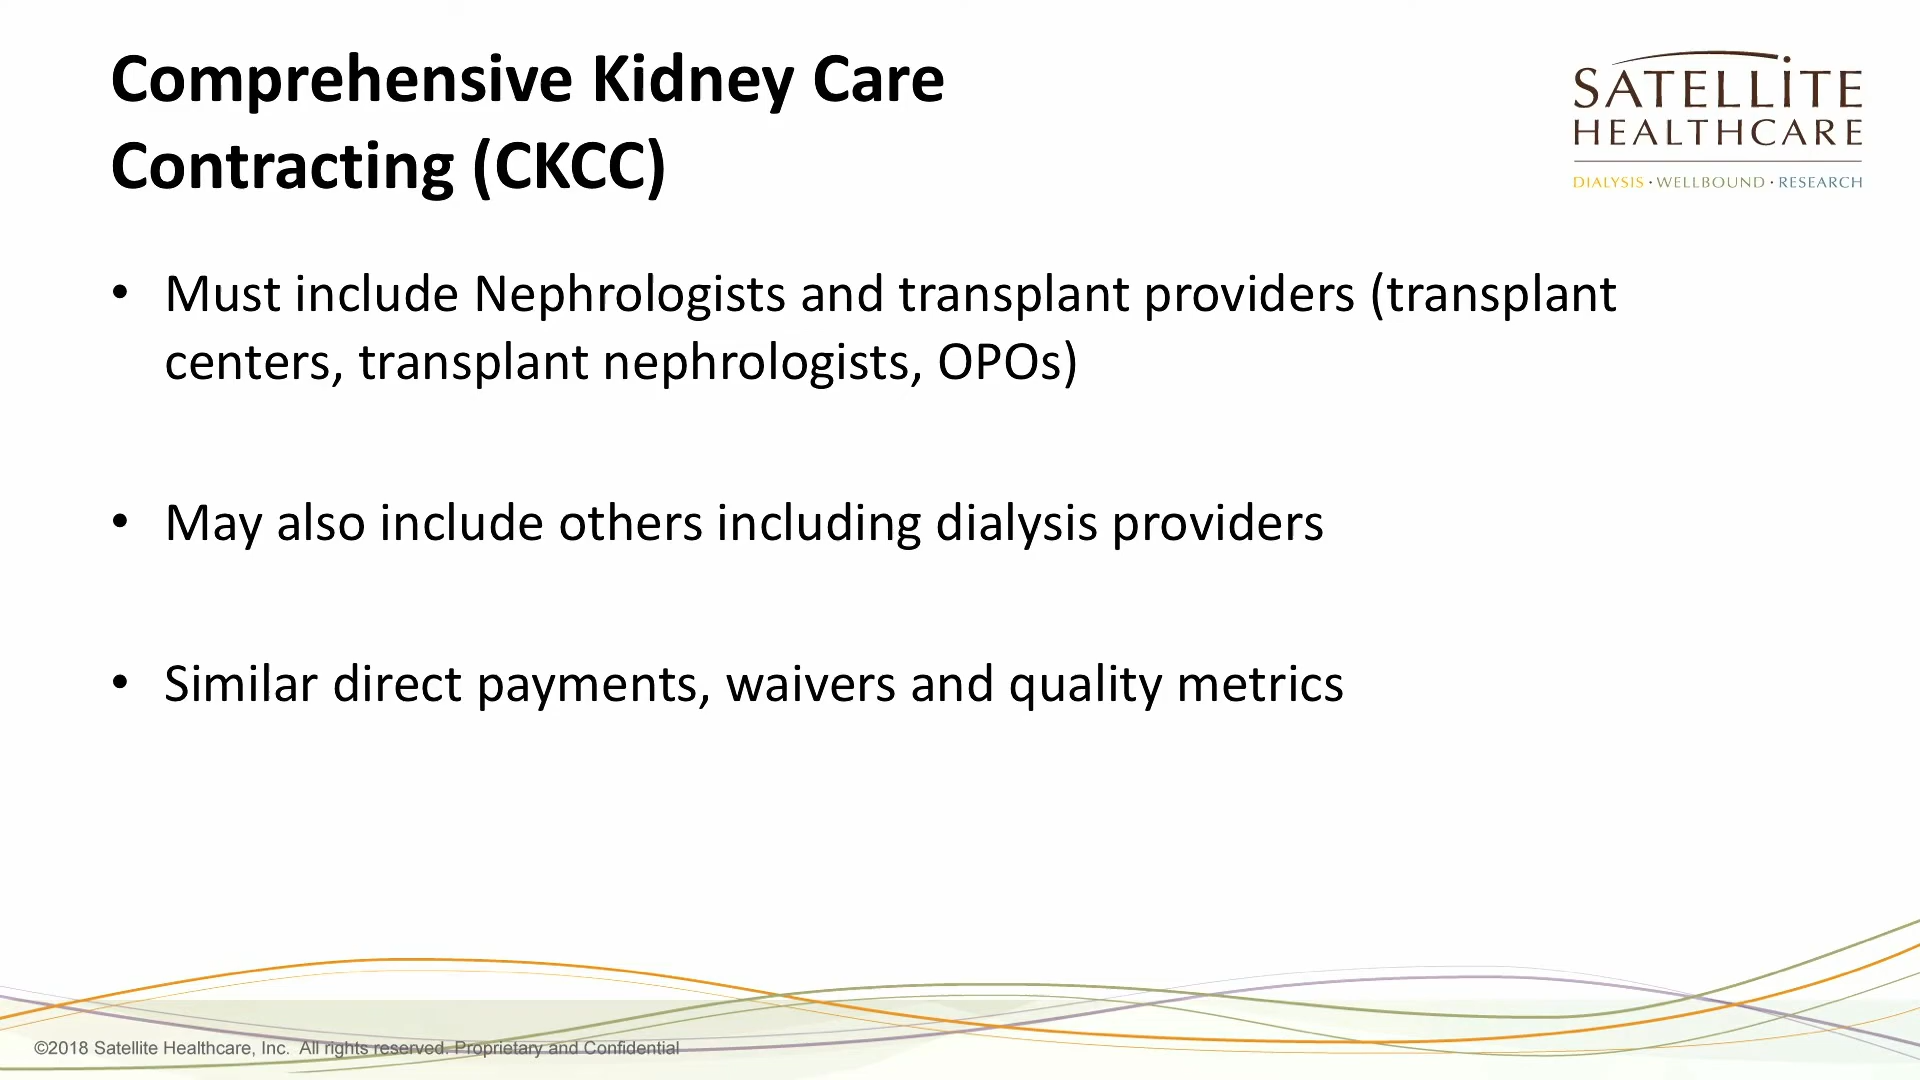 Comprehensive Kidney Care
Contracting (CKCC)
SATELLiTE
HEALTHCARE
DIALYSIS · WELLBOUND · RESEARCH
• Must include Nephrologists and transplant providers (transplant
centers, transplant nephrologists, OPOs)
• May also include others including dialysis providers
• Similar direct payments, waivers and quality metrics
©2018 Satellite Healthcare, Inc.  All rights reserved. Proprietary and Confidential